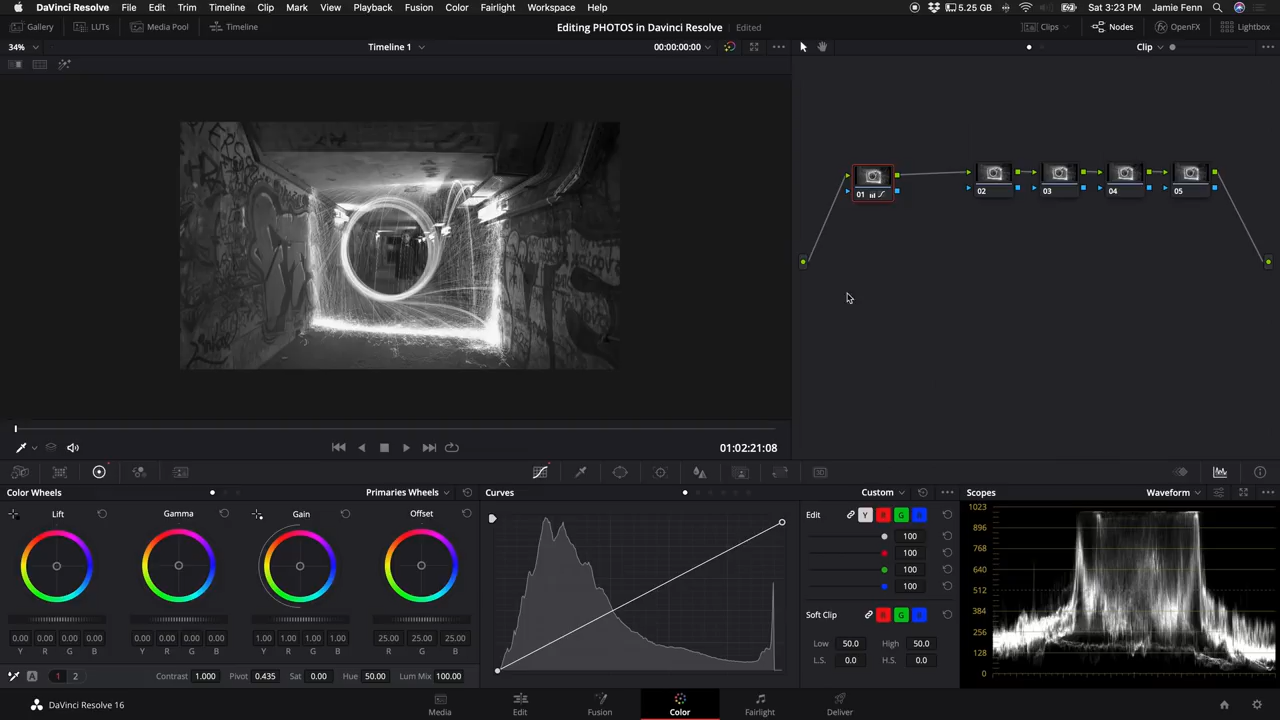 DaVinci Resolve File Edit Trim Timeline Clip Mark View Playback Fusion Color Fairlight Workspace Help 5.25 GB Sat 3:23 PM Jamie Fenn
Gallery LUTs Media Pool Timeline Editing PHOTOS in Davinci Resolve Edited Clips Nodes OpenFX Lightbox
34% Timeline 1 00:00:00:00 Clip
01 02 03 04 05
01:02:21:08
Color Wheels Primaries Wheels Curves Custom Scopes Waveform
Lift Gamma Gain Offset
Edit Y R G B
100
100
100
100
Soft Clip R G B
Low 50.0 High 50.0
L.S. 0.0 H.S. 0.0
1023
896
768
640
512
384
256
128
0
0.00 0.00 0.00 0.00 0.00 0.00 0.00 0.00 1.00 1.00 1.00 1.00 25.00 25.00 25.00
Y R G B Y R G B Y R G B R G B
A 1 2 Contrast 1.000 Pivot 0.435 Sat 0.00 Hue 50.00 Lum Mix 100.00
DaVinci Resolve 16 Media Edit Fusion Color Fairlight Deliver